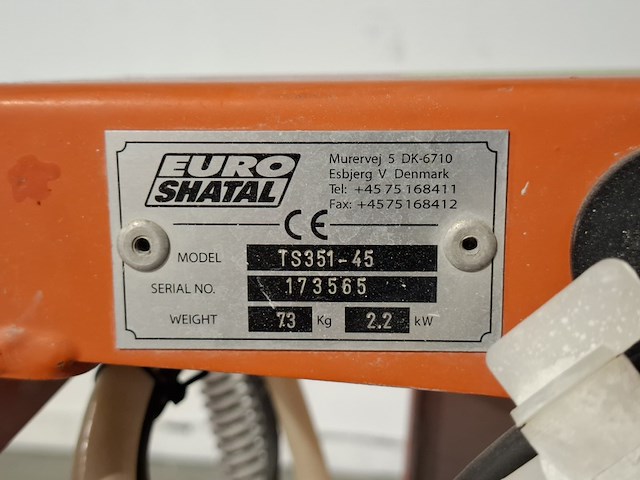 EURO
SHATAL
Murervej 5 DK-6710
Esbjerg V Denmark
Tel: +4575168411
Fax: +4575168412
CE
MODEL TS351-45
SERIAL NO. 173565
WEIGHT 73 Kg 2.2 kW